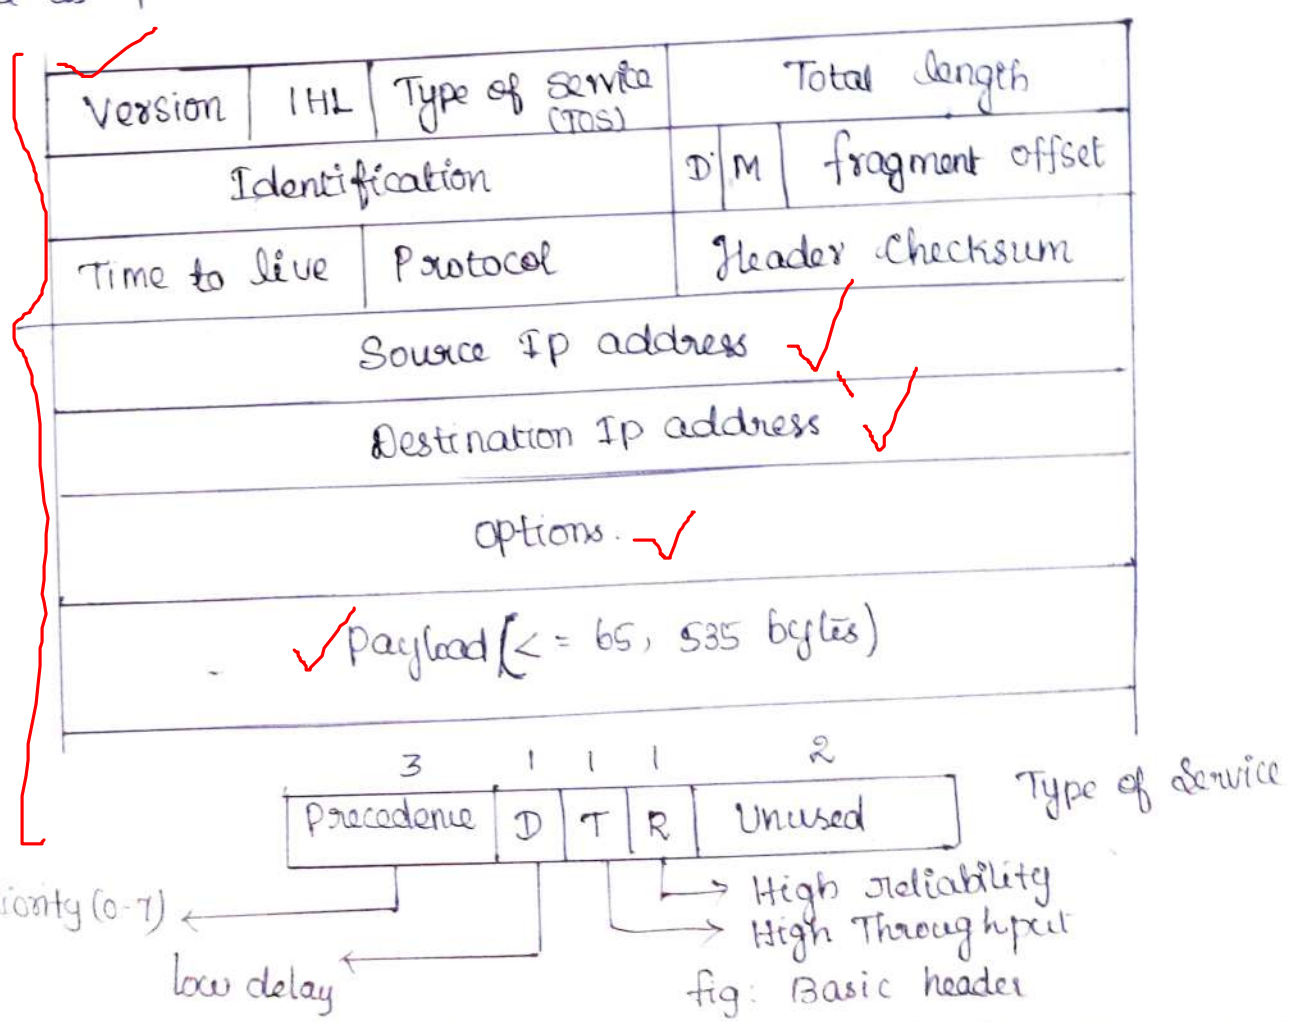 Version IHL Type of Service (TOS) Total length
Identification D M fragment offset
Time to live Protocol Header Checksum
Source Ip address
Destination Ip address
Options.
Payload (<= 65, 535 bytes)
3 1 1 1 2
Precedence D T R Unused Type of Service
High reliability
iority (0-7) High Throughput
low delay fig: Basic header